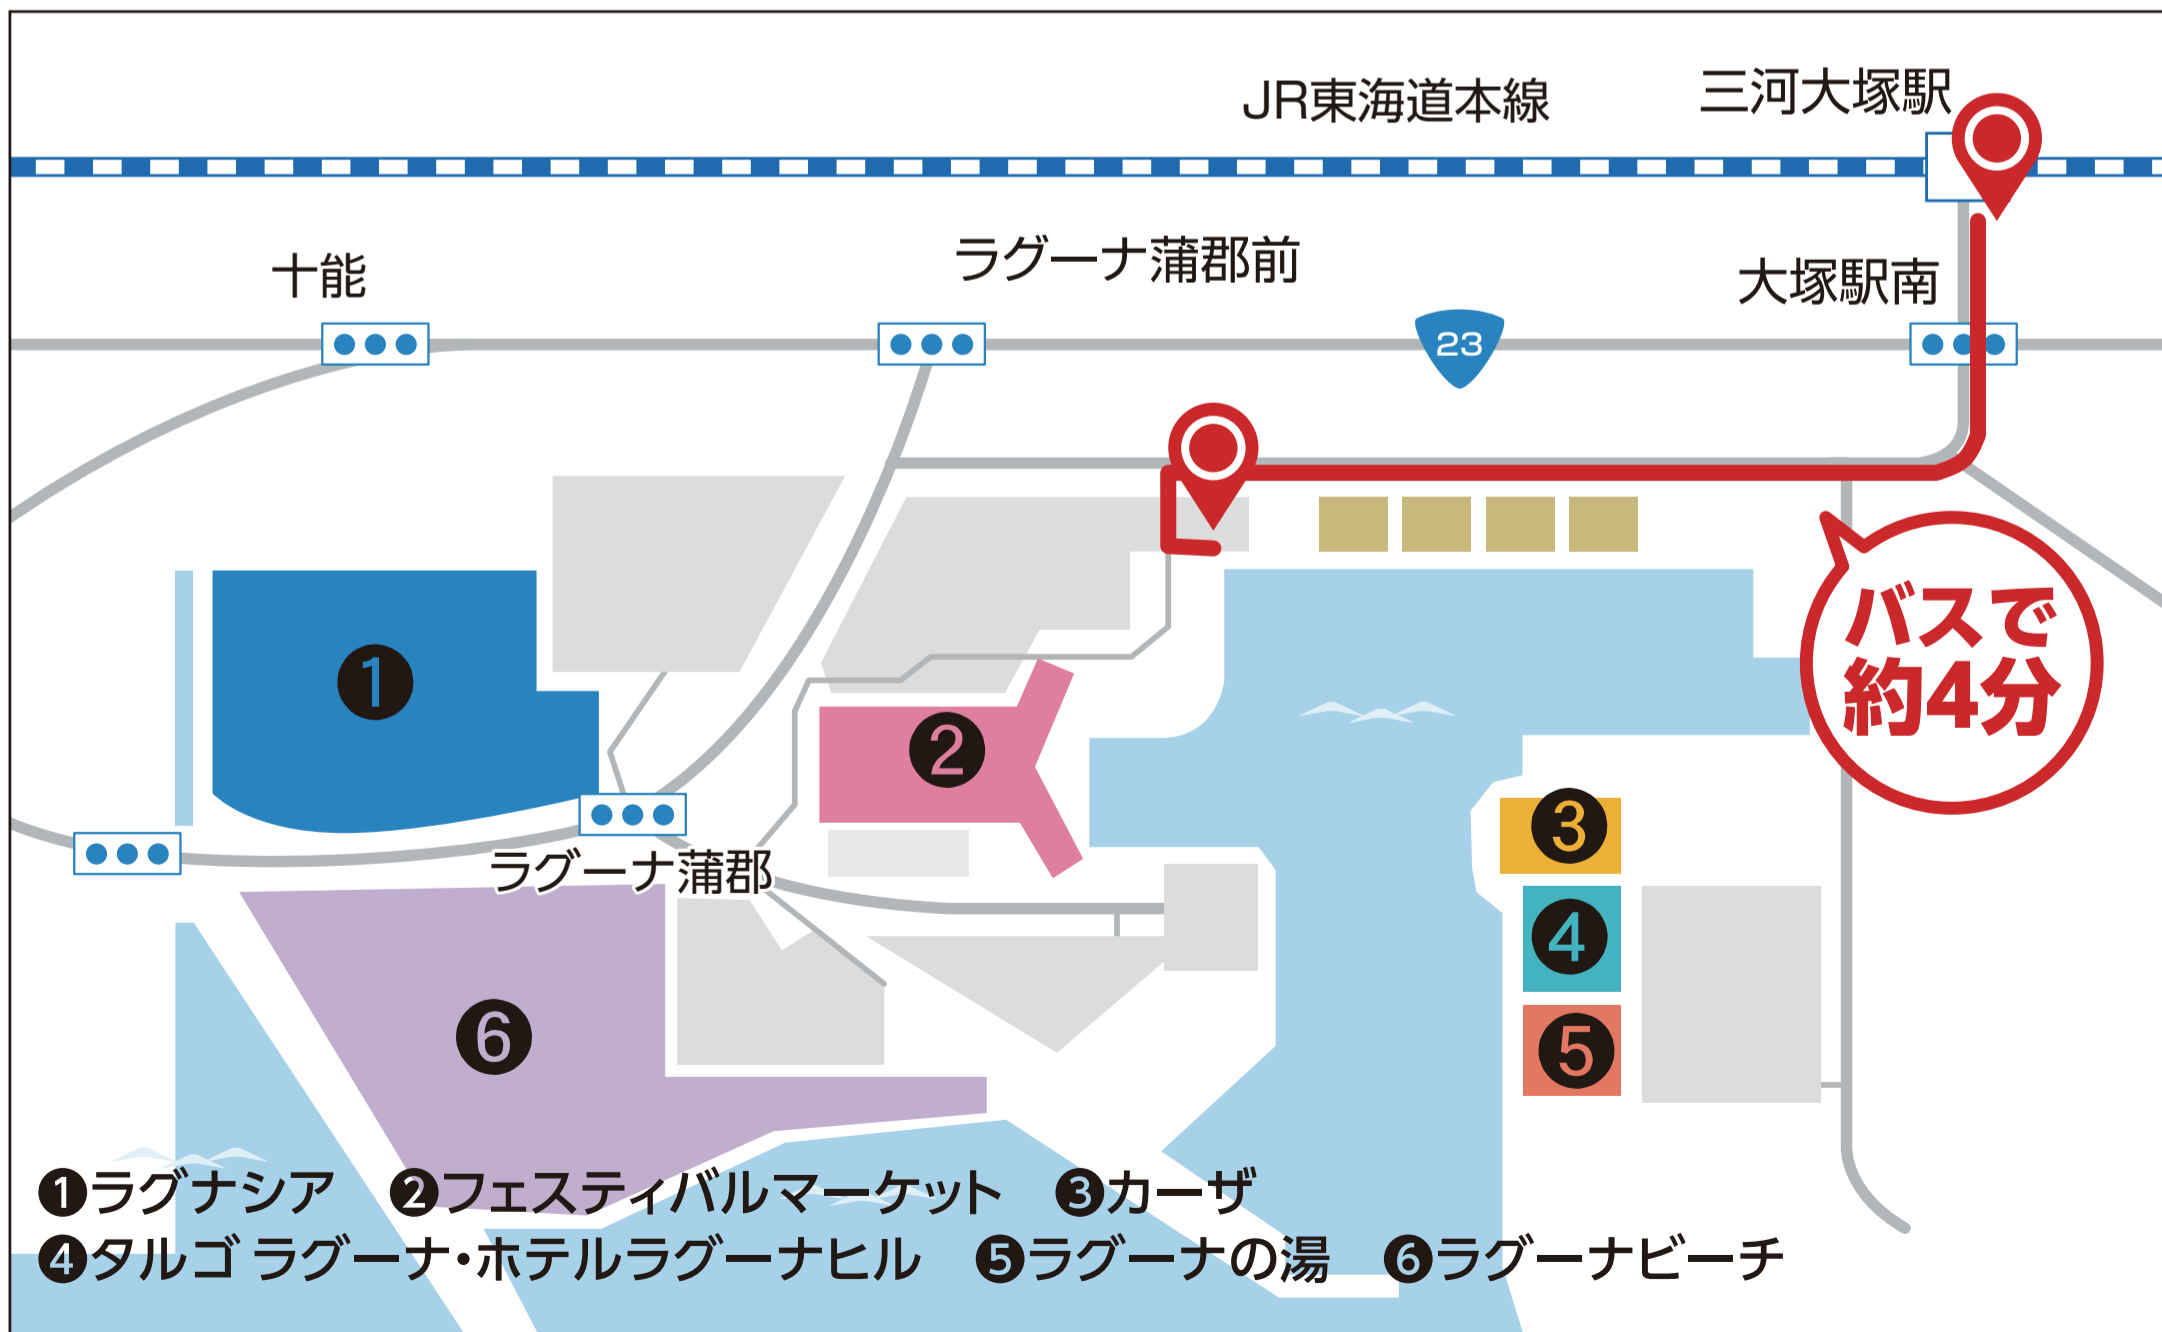 JR東海道本線
三河大塚駅
十能
ラグーナ蒲郡前
大塚駅南
23
バスで
約4分
1
2
3
4
5
6
ラグーナ蒲郡
❶ラグナシア ❷フェスティバルマーケット ❸カーザ
❹タルゴ ラグーナ・ホテルラグーナヒル ❺ラグーナの湯 ❻ラグーナビーチ